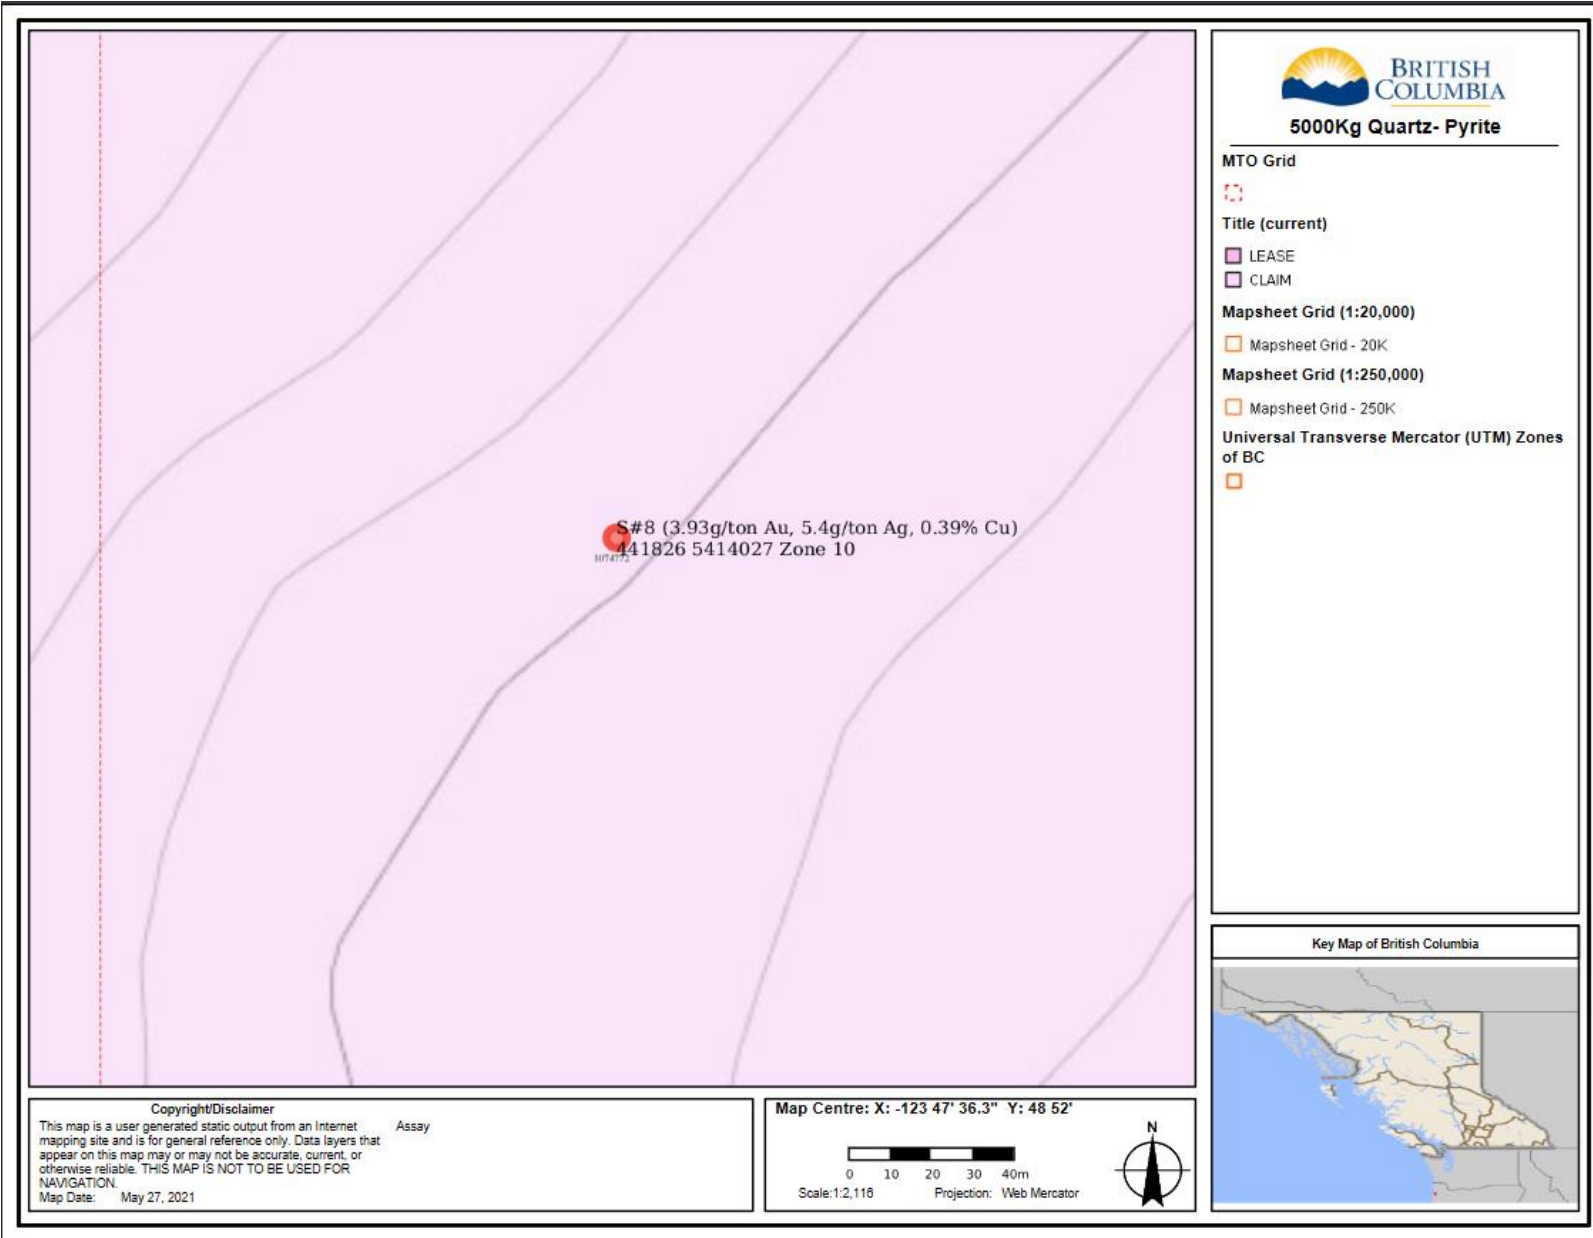 S#8 (3.93g/ton Au, 5.4g/ton Ag, 0.39% Cu)
441826 5414027 Zone 10
1074772
BRITISH
COLUMBIA
5000Kg Quartz- Pyrite
MTO Grid
Title (current)
LEASE
CLAIM
Mapsheet Grid (1:20,000)
Mapsheet Grid - 20K
Mapsheet Grid (1:250,000)
Mapsheet Grid - 250K
Universal Transverse Mercator (UTM) Zones
of BC
Key Map of British Columbia
Copyright/Disclaimer
This map is a user generated static output from an Internet
mapping site and is for general reference only. Data layers that
appear on this map may or may not be accurate, current, or
otherwise reliable. THIS MAP IS NOT TO BE USED FOR
NAVIGATION.
Map Date: May 27, 2021
Assay
Map Centre: X: -123 47' 36.3" Y: 48 52'
0 10 20 30 40m
Scale:1:2,116 Projection: Web Mercator
N